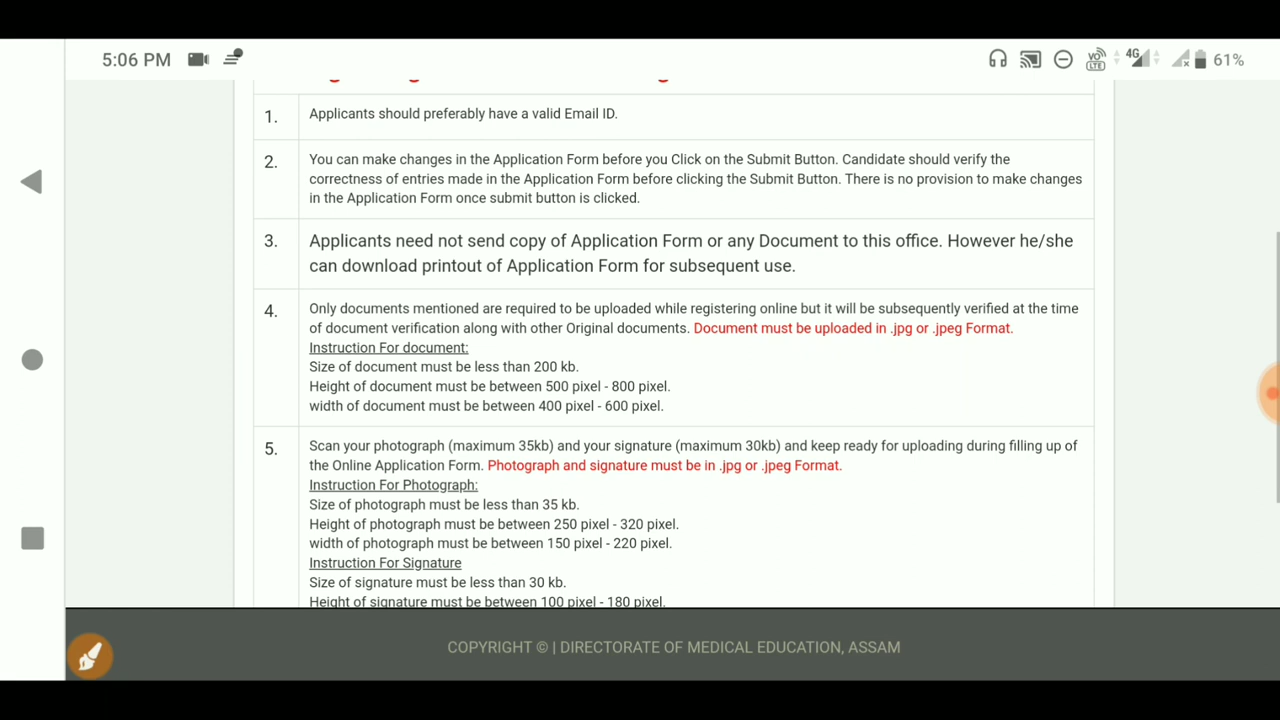 5:06 PM
VO LTE
4G
61%
1.
Applicants should preferably have a valid Email ID.
2.
You can make changes in the Application Form before you Click on the Submit Button. Candidate should verify the
correctness of entries made in the Application Form before clicking the Submit Button. There is no provision to make changes
in the Application Form once submit button is clicked.
3.
Applicants need not send copy of Application Form or any Document to this office. However he/she
can download printout of Application Form for subsequent use.
4.
Only documents mentioned are required to be uploaded while registering online but it will be subsequently verified at the time
of document verification along with other Original documents. Document must be uploaded in .jpg or .jpeg Format.
Instruction For document:
Size of document must be less than 200 kb.
Height of document must be between 500 pixel - 800 pixel.
width of document must be between 400 pixel - 600 pixel.
5.
Scan your photograph (maximum 35kb) and your signature (maximum 30kb) and keep ready for uploading during filling up of
the Online Application Form. Photograph and signature must be in .jpg or .jpeg Format.
Instruction For Photograph:
Size of photograph must be less than 35 kb.
Height of photograph must be between 250 pixel - 320 pixel.
width of photograph must be between 150 pixel - 220 pixel.
Instruction For Signature
Size of signature must be less than 30 kb.
Height of signature must be between 100 pixel - 180 pixel.
COPYRIGHT © | DIRECTORATE OF MEDICAL EDUCATION, ASSAM